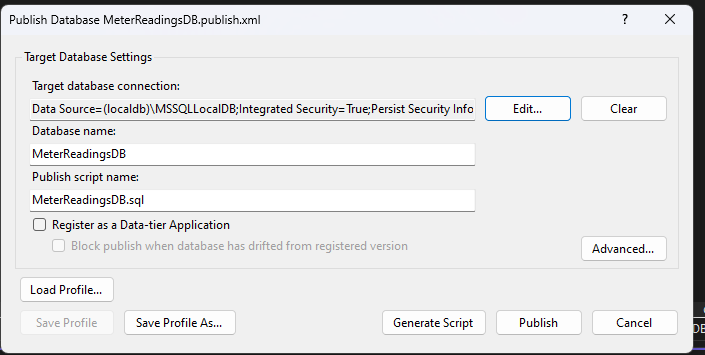 Publish Database MeterReadingsDB.publish.xml
Target Database Settings
Target database connection:
Data Source=(localdb)\MSSQLLocalDB;Integrated Security=True;Persist Security Info
Edit...
Clear
Database name:
MeterReadingsDB
Publish script name:
MeterReadingsDB.sql
Register as a Data-tier Application
Block publish when database has drifted from registered version
Advanced...
Load Profile...
Save Profile
Save Profile As...
Generate Script
Publish
Cancel